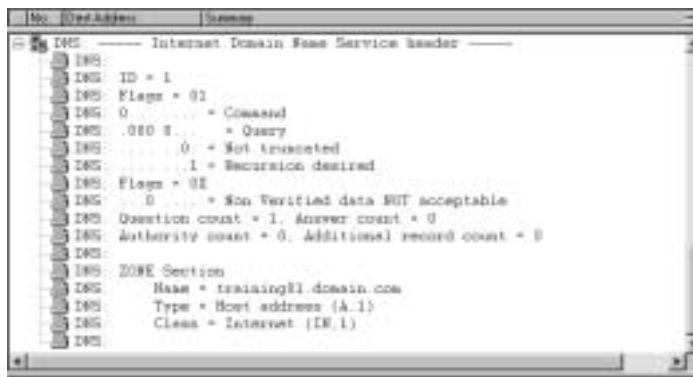 No. Dest Address Summary
DNS: ----- Internet Domain Name Service header -----
DNS:
DNS: ID = 1
DNS: Flags = 01
DNS: 0... .... = Command
DNS: .000 0... = Query
DNS: .... ..0. = Not truncated
DNS: .... ...1 = Recursion desired
DNS: Flags = 0X
DNS: ...0 .... = Non Verified data NOT acceptable
DNS: Question count = 1, Answer count = 0
DNS: Authority count = 0, Additional record count = 0
DNS:
DNS: ZONE Section
DNS: Name = training01.domain.com
DNS: Type = Host address (A,1)
DNS: Class = Internet (IN,1)
DNS: